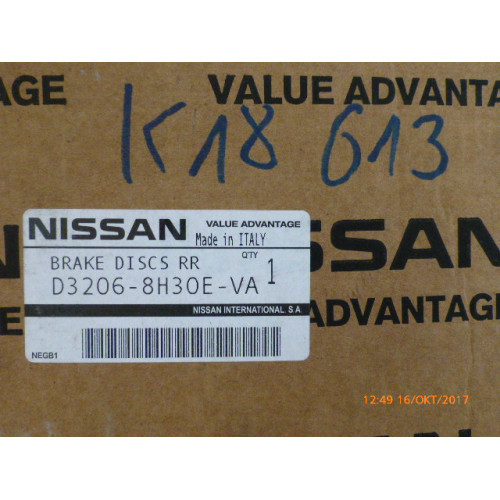 AGE VALUE ADVANTA
K18 613
NISSAN VALUE ADVANTAGE
Made in ITALY
BRAKE DISCS RR QTY
D3206-8H30E-VA 1
NISSAN INTERNATIONAL S.A
NEGB1
SSAN
ADVANTAGE
12:49 16/OKT/2017